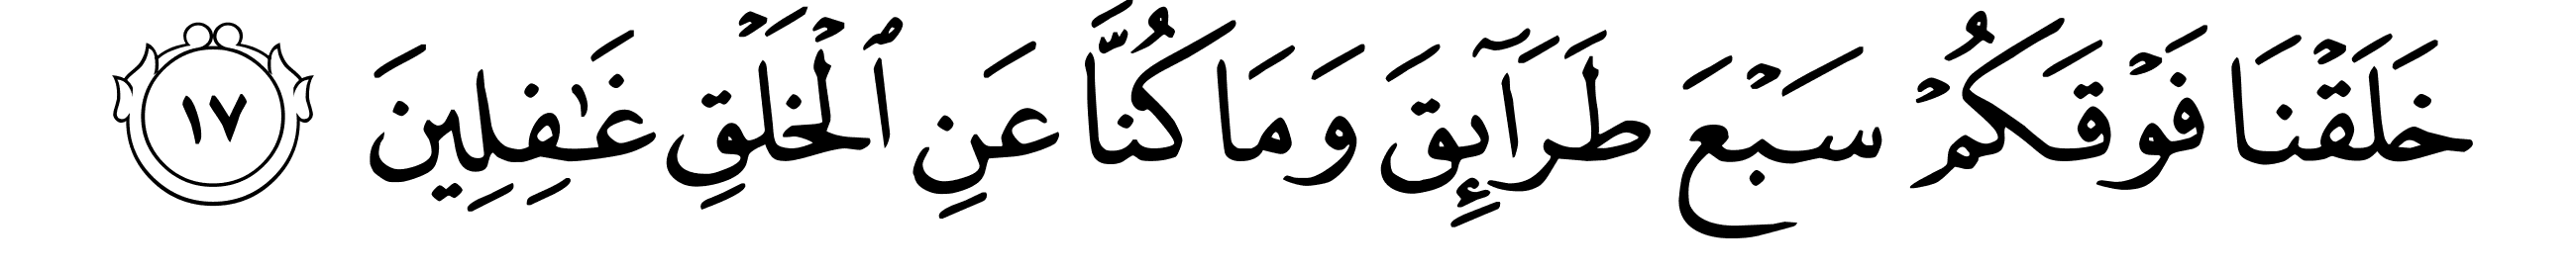 خَلَقْنَا فَوْقَكُمْ سَبْعَ طَرَآئِقَ وَمَا كُنَّا عَنِ ٱلْخَلْقِ غَٰفِلِينَ ١٧